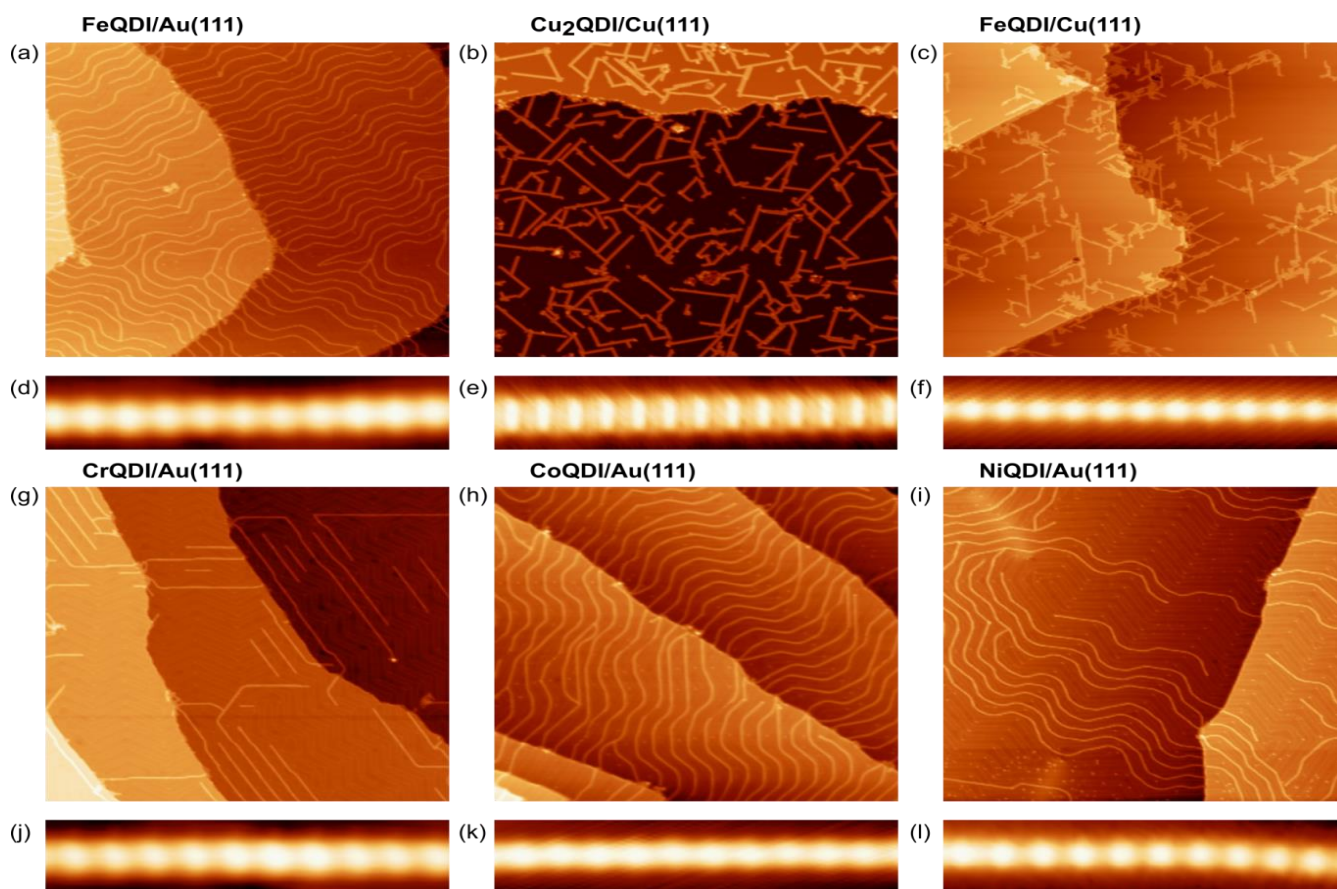 FeQDI/Au(111) Cu₂QDI/Cu(111) FeQDI/Cu(111)
(a) (b) (c)
(d) (e) (f)
CrQDI/Au(111) CoQDI/Au(111) NiQDI/Au(111)
(g) (h) (i)
(j) (k) (l)